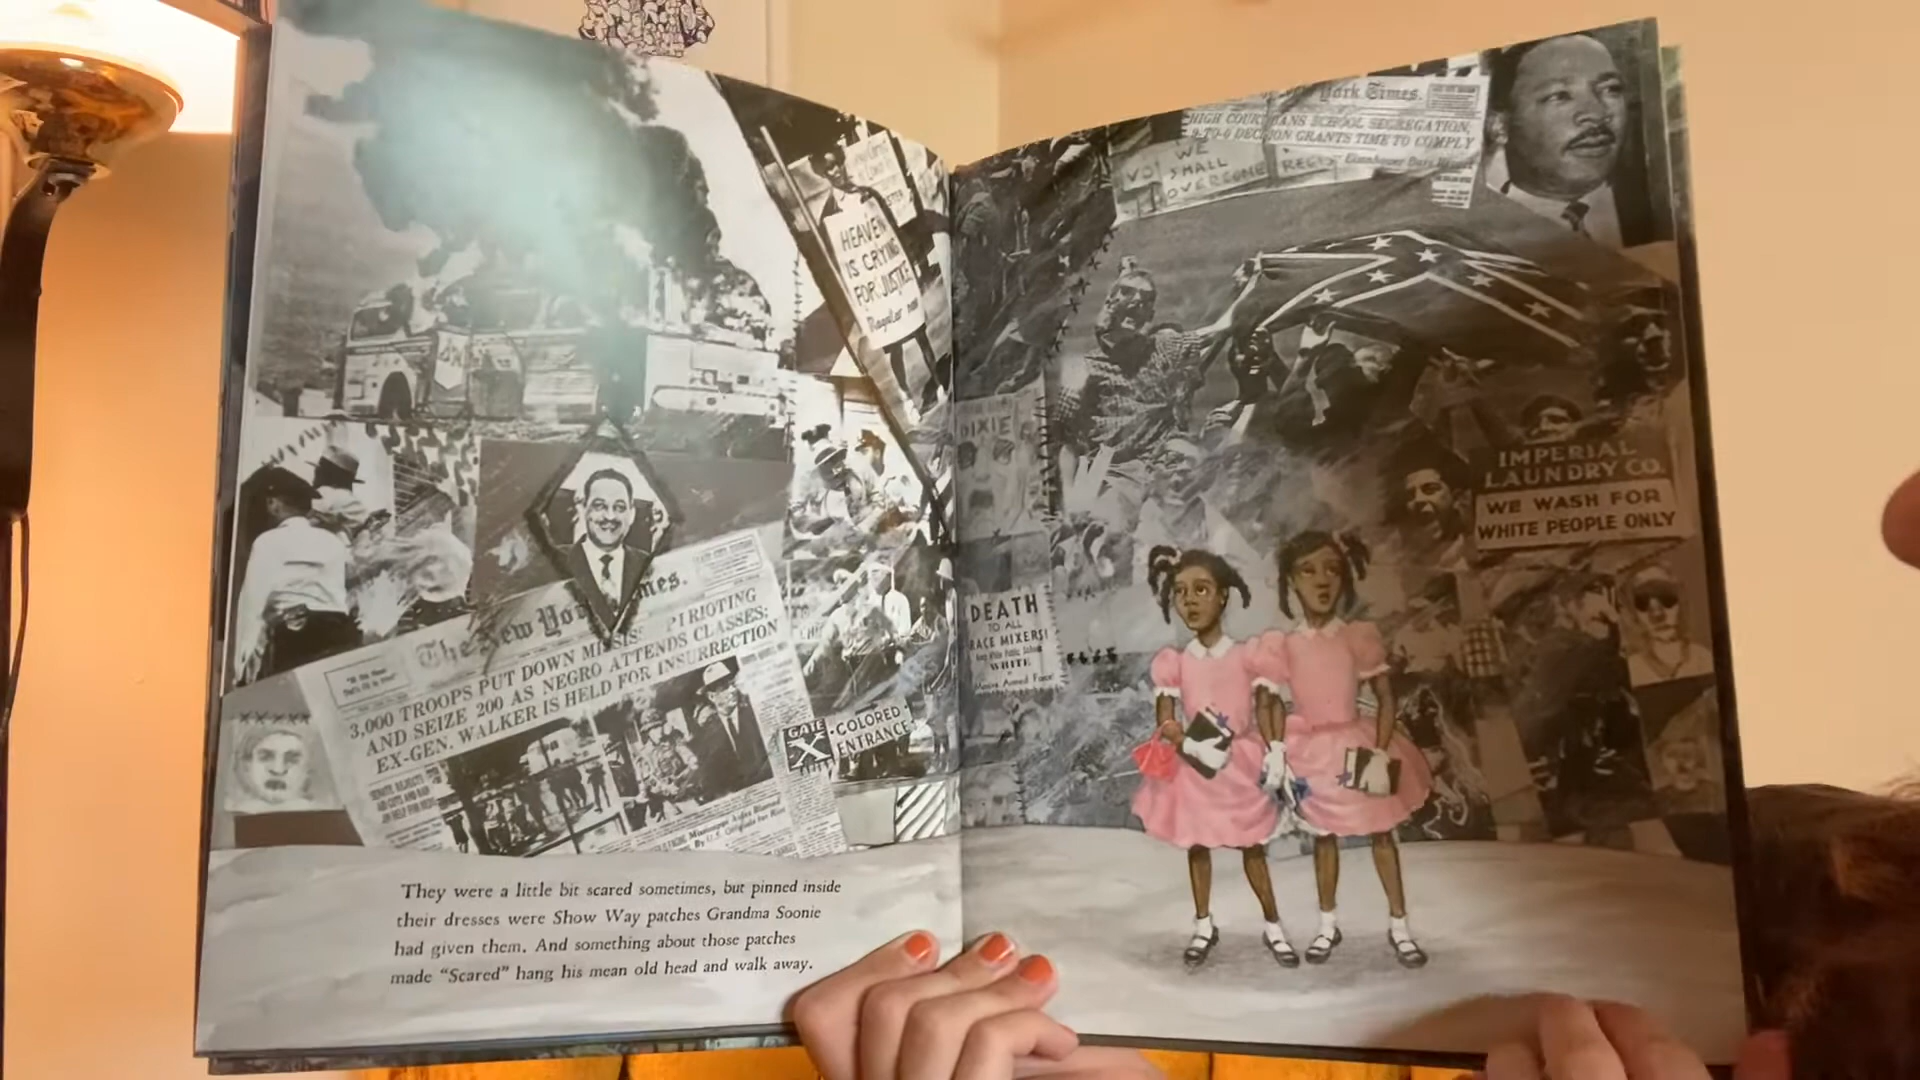 HEAVEN
IS CRYING
FOR JUSTICE
The New York Times.
3,000 TROOPS PUT DOWN RIOTING
AND SEIZE 200 AS NEGRO ATTENDS CLASSES;
EX-GEN. WALKER IS HELD FOR INSURRECTION
GATE
X
COLORED
ENTRANCE
They were a little bit scared sometimes, but pinned inside
their dresses were Show Way patches Grandma Soonie
had given them. And something about those patches
made "Scared" hang his mean old head and walk away.
York Times.
HIGH COURT BANS SCHOOL SEGREGATION;
9-TO-0 DECISION GRANTS TIME TO COMPLY
WE
SHALL
OVERCOME
DIXIE
DEATH
TO ALL
RACE MIXERS!
WHITE
IMPERIAL
LAUNDRY CO.
WE WASH FOR
WHITE PEOPLE ONLY